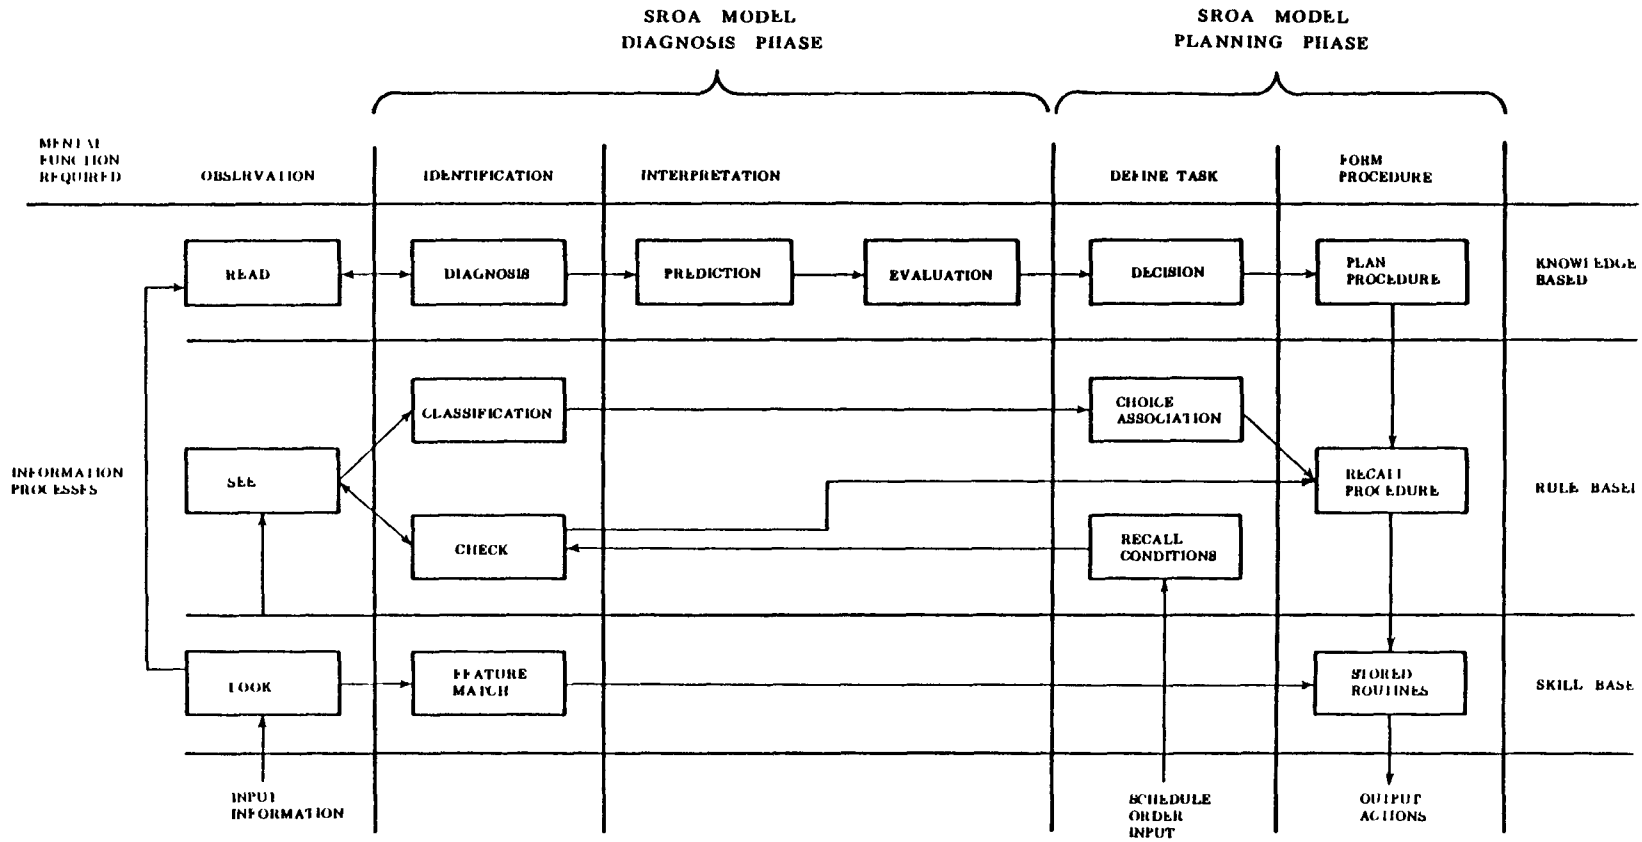 SROA MODEL
DIAGNOSIS PHASE
SROA MODEL
PLANNING PHASE
MENTAL
FUNCTION
REQUIRED
OBSERVATION
IDENTIFICATION
INTERPRETATION
DEFINE TASK
FORM
PROCEDURE
READ
DIAGNOSIS
PREDICTION
EVALUATION
DECISION
PLAN
PROCEDURE
KNOWLEDGE
BASED
CLASSIFICATION
CHOICE
ASSOCIATION
INFORMATION
PROCESSES
SEE
RECALL
PROCEDURE
RULE BASED
CHECK
RECALL
CONDITIONS
LOOK
FEATURE
MATCH
STORED
ROUTINES
SKILL BASE
INPUT
INFORMATION
SCHEDULE
ORDER
INPUT
OUTPUT
ACTIONS